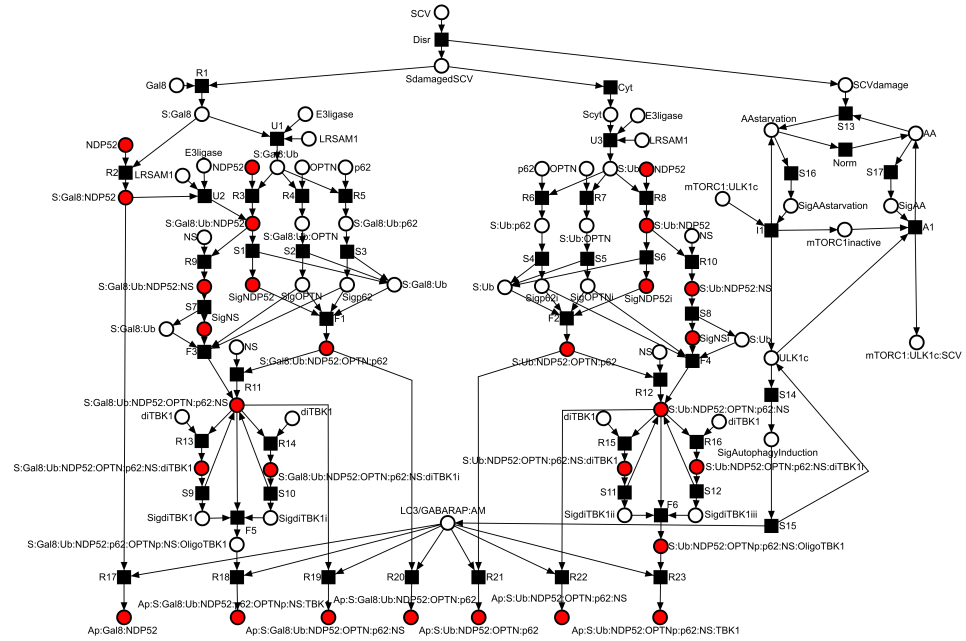 SCV
Disr
SdamagedSCV
Gal8
R1
S:Gal8
Cyt
Scyt
E3ligase
U3
LRSAM1
SCVdamage
S13
AAstarvation
AA
Norm
S16
S17
SigAAstarvation
SigAA
mTORC1:ULK1c
I1
mTORC1inactive
A1
mTORC1:ULK1c:SCV
E3ligase
U1
LRSAM1
NDP52
R2
S:Gal8:NDP52
E3ligase
LRSAM1
U2
S:Gal8:Ub
NDP52
OPTN
p62
R3
R4
R5
S:Gal8:Ub:NDP52
S:Gal8:Ub:OPTN
S:Gal8:Ub:p62
NS
R9
S1
S2
S3
S:Gal8:Ub:NDP52:NS
SigNDP52
SigOPTN
Sigp62
S:Gal8:Ub
S7
SigNS
S:Gal8:Ub
F3
F1
S:Gal8:Ub:NDP52:OPTN:p62
NS
R11
p62
OPTN
S:Ub
NDP52
R6
R7
R8
S:Ub:p62
S:Ub:OPTN
S:Ub:NDP52
NS
R10
S4
S5
S6
S:Ub
Sigp62i
SigOPTNi
SigNDP52i
S:Ub:NDP52:NS
S8
SigNSi
S:Ub
F2
F4
S:Ub:NDP52:OPTN:p62
NS
R12
ULK1c
S14
SigAutophagyInduction
S15
S:Gal8:Ub:NDP52:OPTN:p62:NS
diTBK1
diTBK1
R13
R14
S:Gal8:Ub:NDP52:OPTN:p62:NS:diTBK1
S:Gal8:Ub:NDP52:OPTN:p62:NS:diTBK1i
S9
S10
SigdiTBK1
SigdiTBK1i
F5
S:Gal8:Ub:NDP52:p62:OPTNp:NS:OligoTBK1
S:Ub:NDP52:OPTN:p62:NS
diTBK1
diTBK1
R15
R16
S:Ub:NDP52:OPTN:p62:NS:diTBK1
S:Ub:NDP52:OPTN:p62:NS:diTBK1i
S11
S12
SigdiTBK1ii
SigdiTBK1iii
F6
S:Ub:NDP52:OPTNp:p62:NS:OligoTBK1
LC3/GABARAP:AM
R17
R18
R19
R20
R21
R22
R23
Ap:Gal8:NDP52
Ap:S:Gal8:Ub:NDP52:p62:OPTNp:NS:TBK1
Ap:S:Gal8:Ub:NDP52:OPTN:p62:NS
Ap:S:Gal8:Ub:NDP52:OPTN:p62
Ap:S:Ub:NDP52:OPTN:p62
Ap:S:Ub:NDP52:OPTN:p62:NS
Ap:S:Ub:NDP52:OPTNp:p62:NS:TBK1